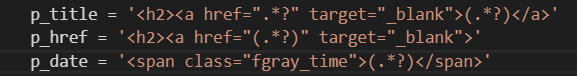 p_title = '<h2><a href=".*?" target="_blank">(.*?)</a>'
p_href = '<h2><a href="(.*?)" target="_blank">'
p_date = '<span class="fgray_time">(.*?)</span>'